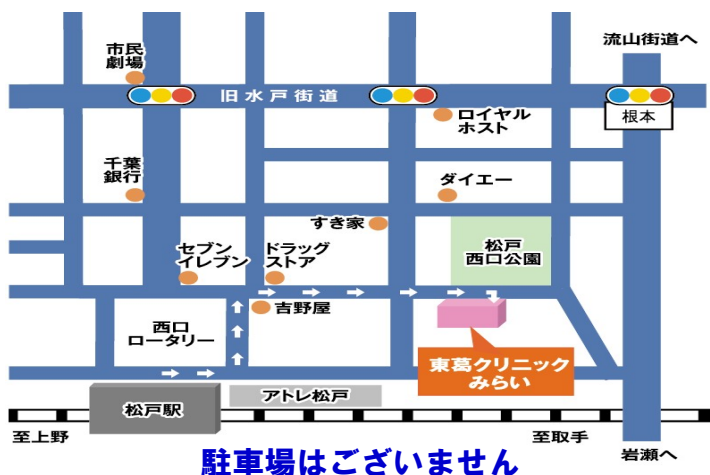 流山街道へ
市民
劇場
旧水戸街道
根本
ロイヤル
ホスト
千葉
銀行
ダイエー
すき家
松戸
西口公園
セブン
イレブン
ドラッグ
ストア
吉野屋
西口
ロータリー
東葛クリニック
みらい
アトレ松戸
松戸駅
至上野
至取手
岩瀬へ
駐車場はございません